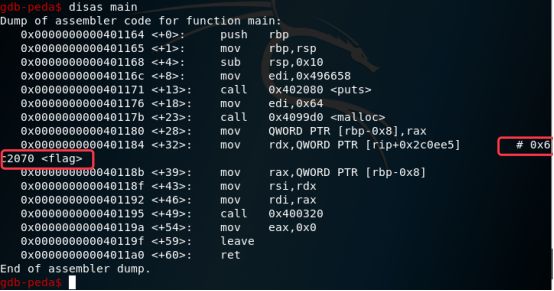 gdb-peda$ disas main
Dump of assembler code for function main:
0x0000000000401164 <+0>: push rbp
0x0000000000401165 <+1>: mov rbp,rsp
0x0000000000401168 <+4>: sub rsp,0x10
0x000000000040116c <+8>: mov edi,0x496658
0x0000000000401171 <+13>: call 0x402080 <puts>
0x0000000000401176 <+18>: mov edi,0x64
0x000000000040117b <+23>: call 0x4099d0 <malloc>
0x0000000000401180 <+28>: mov QWORD PTR [rbp-0x8],rax
0x0000000000401184 <+32>: mov rdx,QWORD PTR [rip+0x2c0ee5] # 0x6
c2070 <flag>
0x000000000040118b <+39>: mov rax,QWORD PTR [rbp-0x8]
0x000000000040118f <+43>: mov rsi,rdx
0x0000000000401192 <+46>: mov rdi,rax
0x0000000000401195 <+49>: call 0x400320
0x000000000040119a <+54>: mov eax,0x0
0x000000000040119f <+59>: leave
0x00000000004011a0 <+60>: ret
End of assembler dump.
gdb-peda$